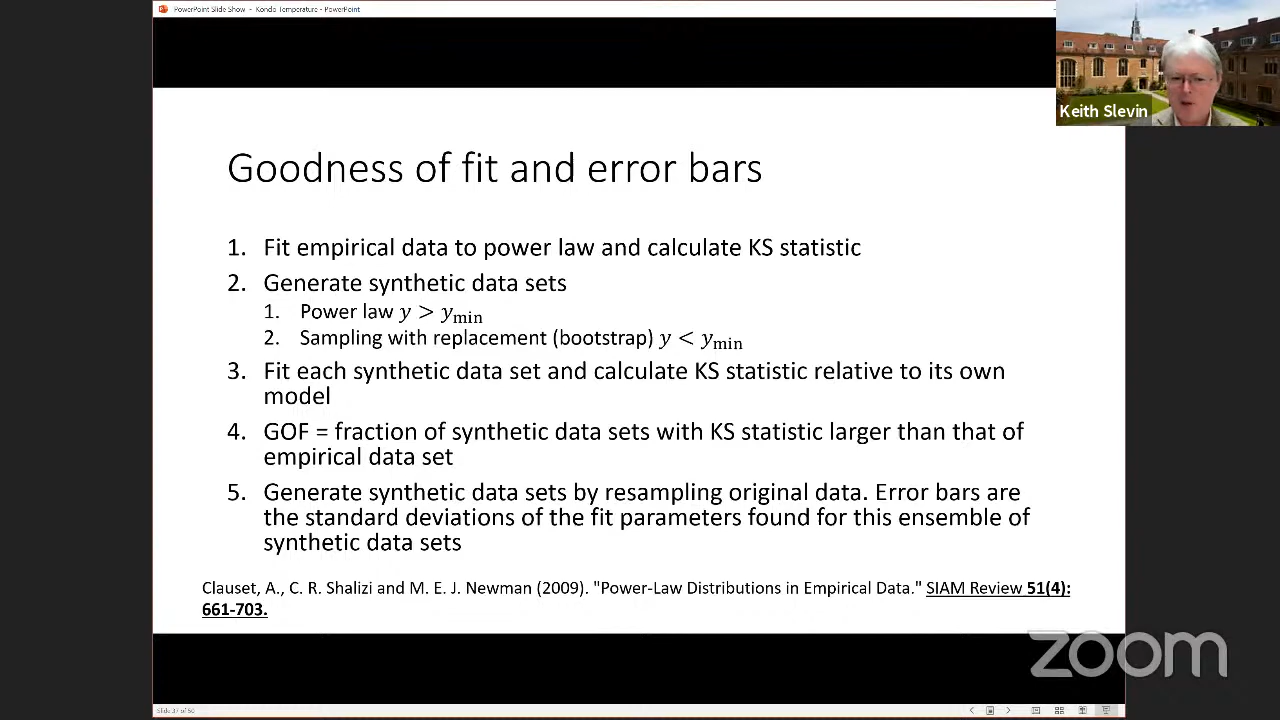 PowerPoint Slide Show - Kondo Temperature - PowerPoint
Keith Slevin
Goodness of fit and error bars
1. Fit empirical data to power law and calculate KS statistic
2. Generate synthetic data sets
1. Power law y > y_min
2. Sampling with replacement (bootstrap) y < y_min
3. Fit each synthetic data set and calculate KS statistic relative to its own
model
4. GOF = fraction of synthetic data sets with KS statistic larger than that of
empirical data set
5. Generate synthetic data sets by resampling original data. Error bars are
the standard deviations of the fit parameters found for this ensemble of
synthetic data sets
Clauset, A., C. R. Shalizi and M. E. J. Newman (2009). "Power-Law Distributions in Empirical Data." SIAM Review 51(4):
661-703.
zoom
Slide 37 of 50